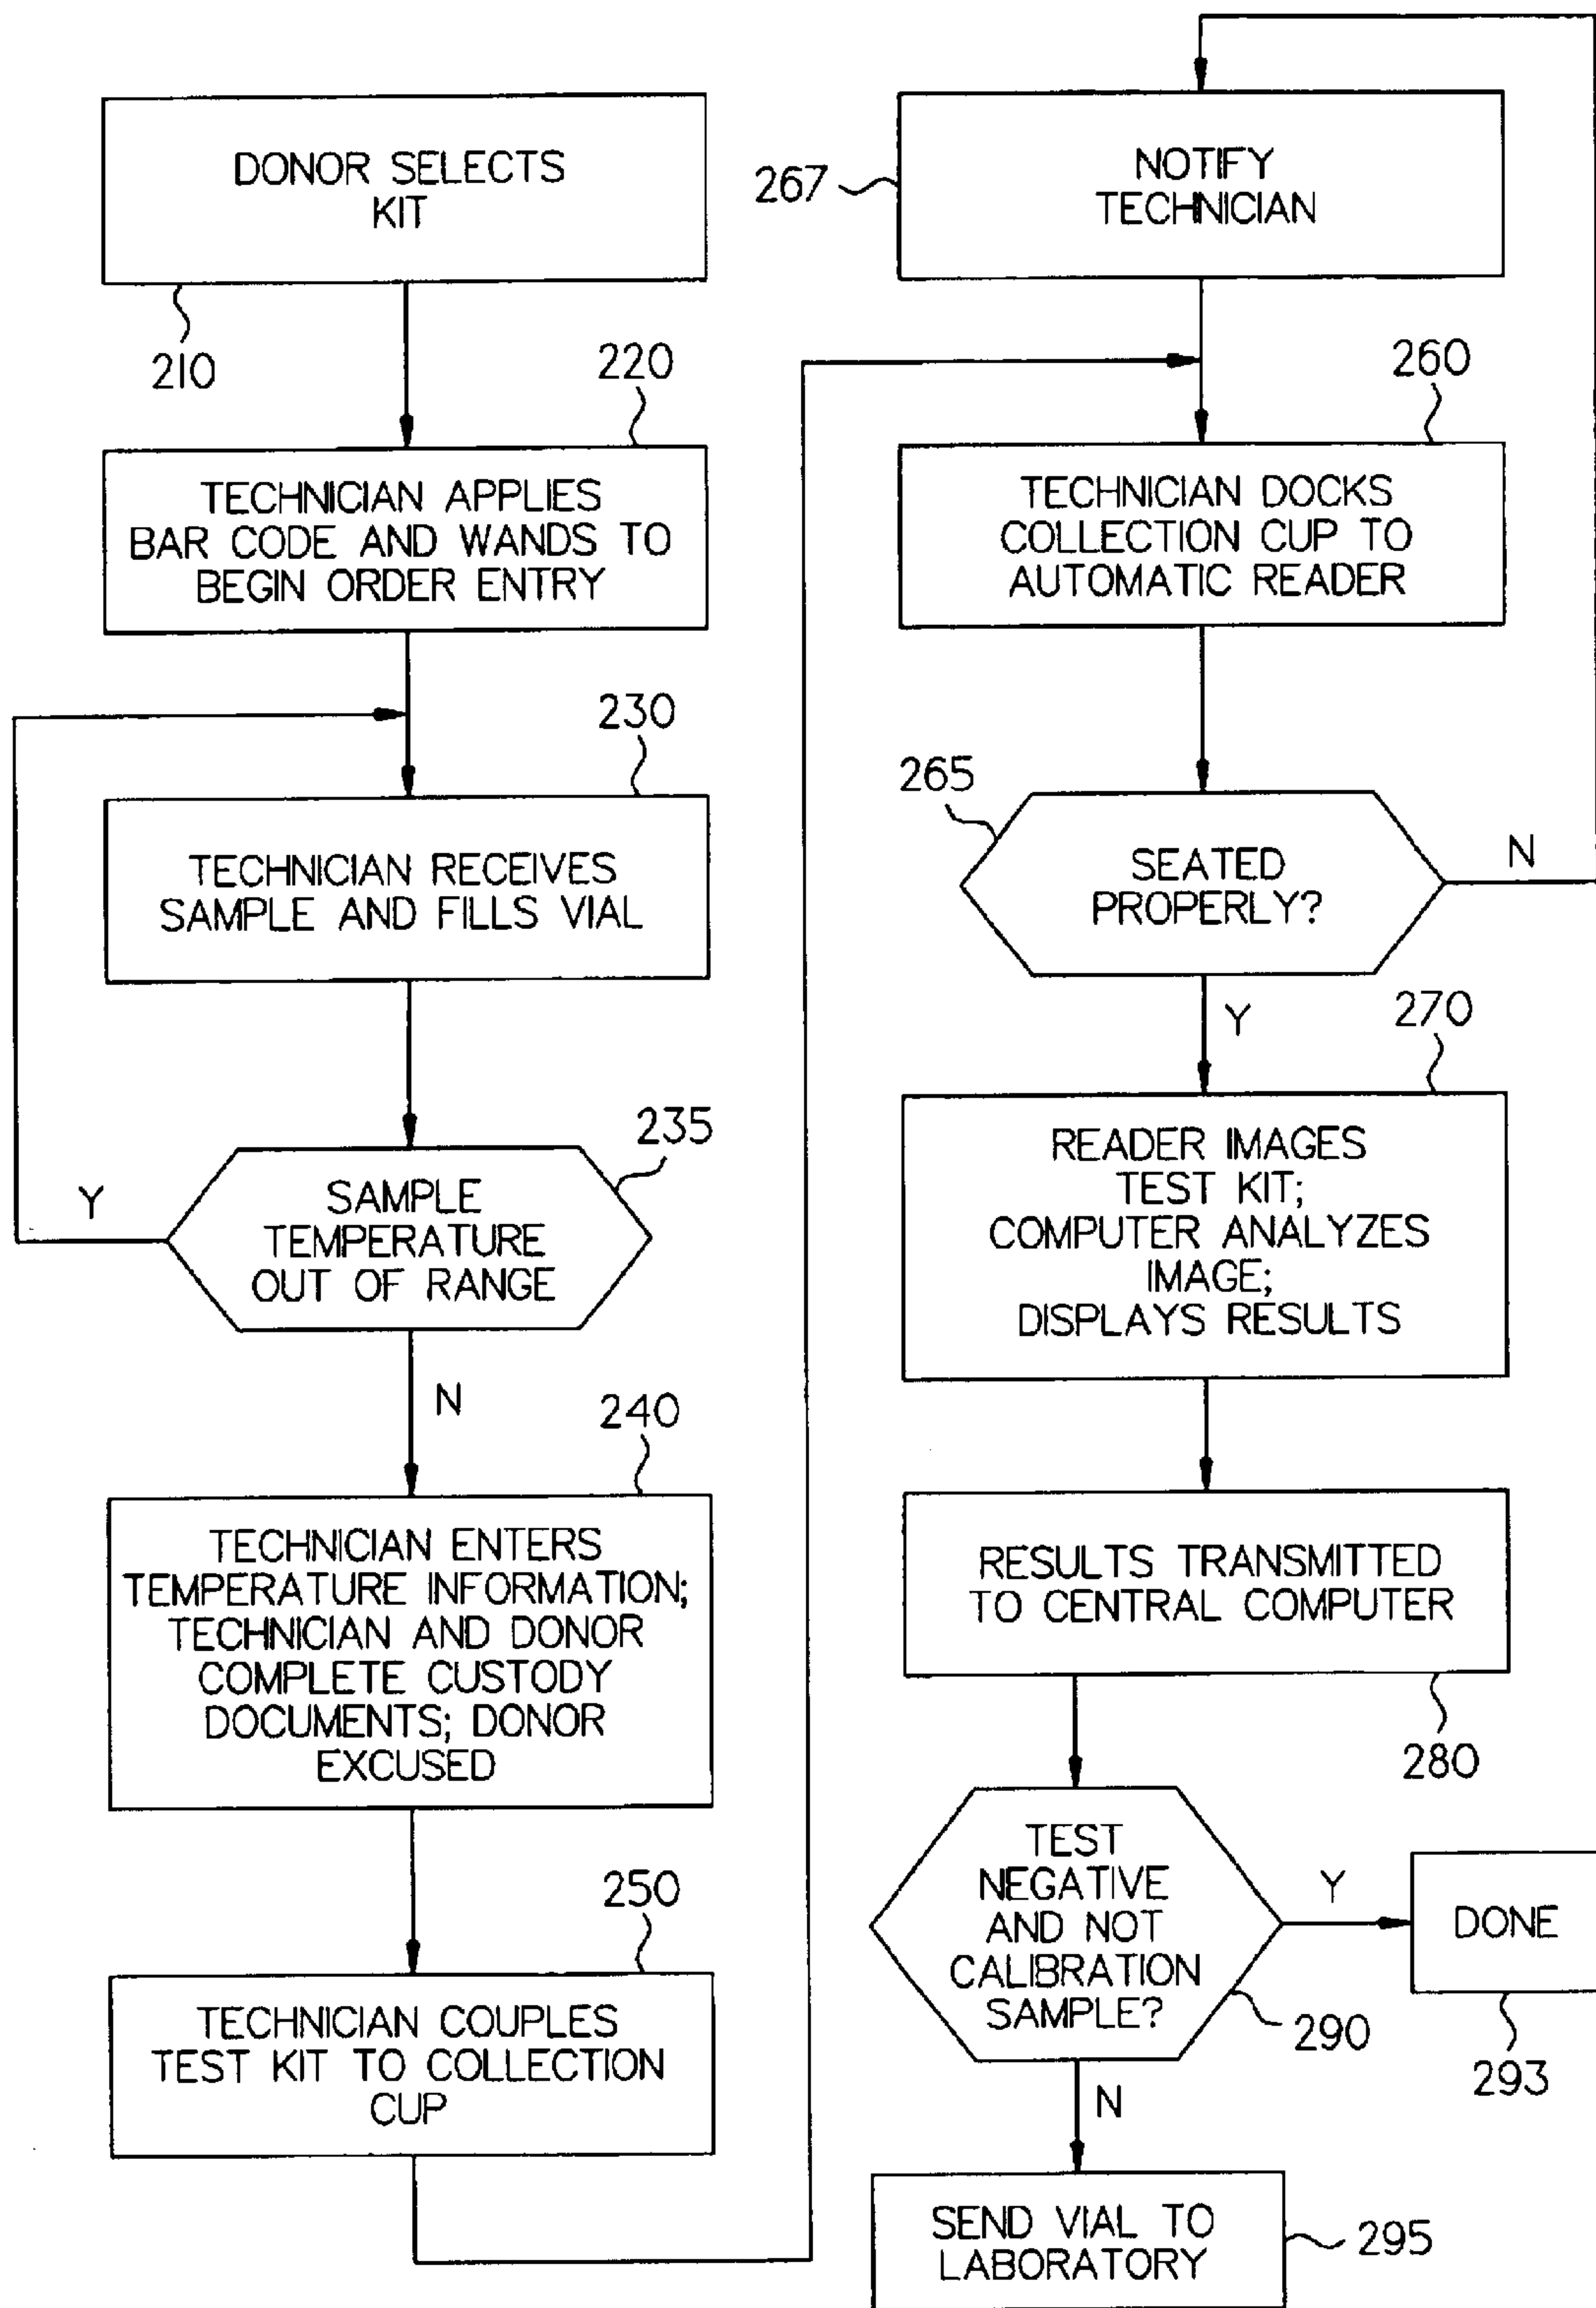 DONOR SELECTS
KIT
210
220
TECHNICIAN APPLIES
BAR CODE AND WANDS TO
BEGIN ORDER ENTRY
230
TECHNICIAN RECEIVES
SAMPLE AND FILLS VIAL
235
SAMPLE
TEMPERATURE
OUT OF RANGE
Y
N
240
TECHNICIAN ENTERS
TEMPERATURE INFORMATION;
TECHNICIAN AND DONOR
COMPLETE CUSTODY
DOCUMENTS; DONOR
EXCUSED
250
TECHNICIAN COUPLES
TEST KIT TO COLLECTION
CUP
267
NOTIFY
TECHNICIAN
260
TECHNICIAN DOCKS
COLLECTION CUP TO
AUTOMATIC READER
265
SEATED
PROPERLY?
N
Y
270
READER IMAGES
TEST KIT;
COMPUTER ANALYZES
IMAGE;
DISPLAYS RESULTS
RESULTS TRANSMITTED
TO CENTRAL COMPUTER
280
TEST
NEGATIVE
AND NOT
CALIBRATION
SAMPLE?
290
Y
DONE
293
N
SEND VIAL TO
LABORATORY
295